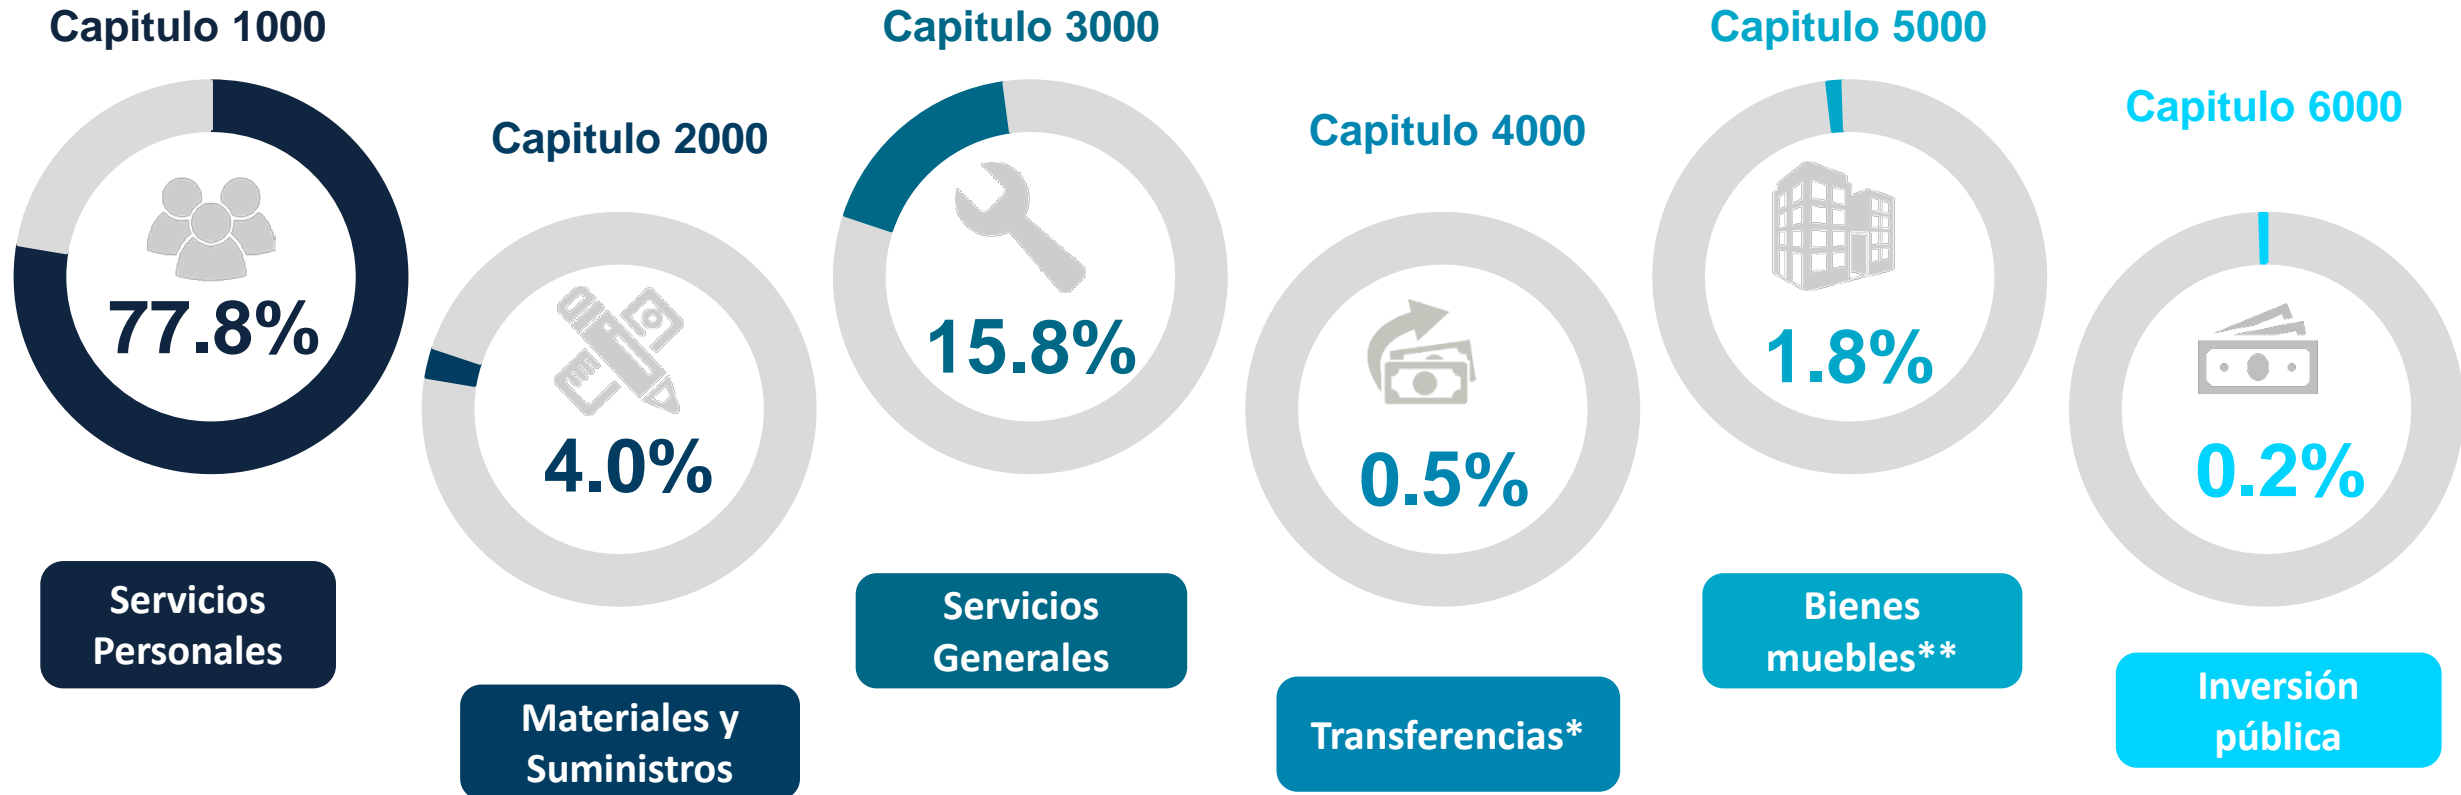 Capitulo 1000
77.8%
Servicios
Personales
Capitulo 2000
4.0%
Materiales y
Suministros
Capitulo 3000
15.8%
Servicios
Generales
Capitulo 4000
0.5%
Transferencias*
Capitulo 5000
1.8%
Bienes
muebles**
Capitulo 6000
0.2%
Inversión
pública